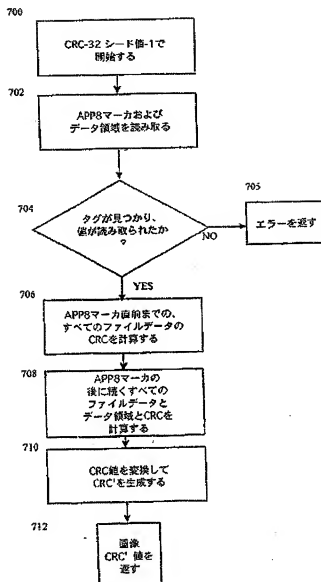 700
CRC-32 シード値-1で
開始する
702
APP8マーカおよび
データ領域を読み取る
704
タグが見つかり、
値が読み取られたか
?
NO
705
エラーを返す
YES
706
APP8マーカ直前までの、
すべてのファイルデータの
CRCを計算する
708
APP8マーカの
後に続くすべての
ファイルデータと
データ領域とCRCを
計算する
710
CRC値を変換して
CRC'を生成する
712
画像
CRC' 値を
返す